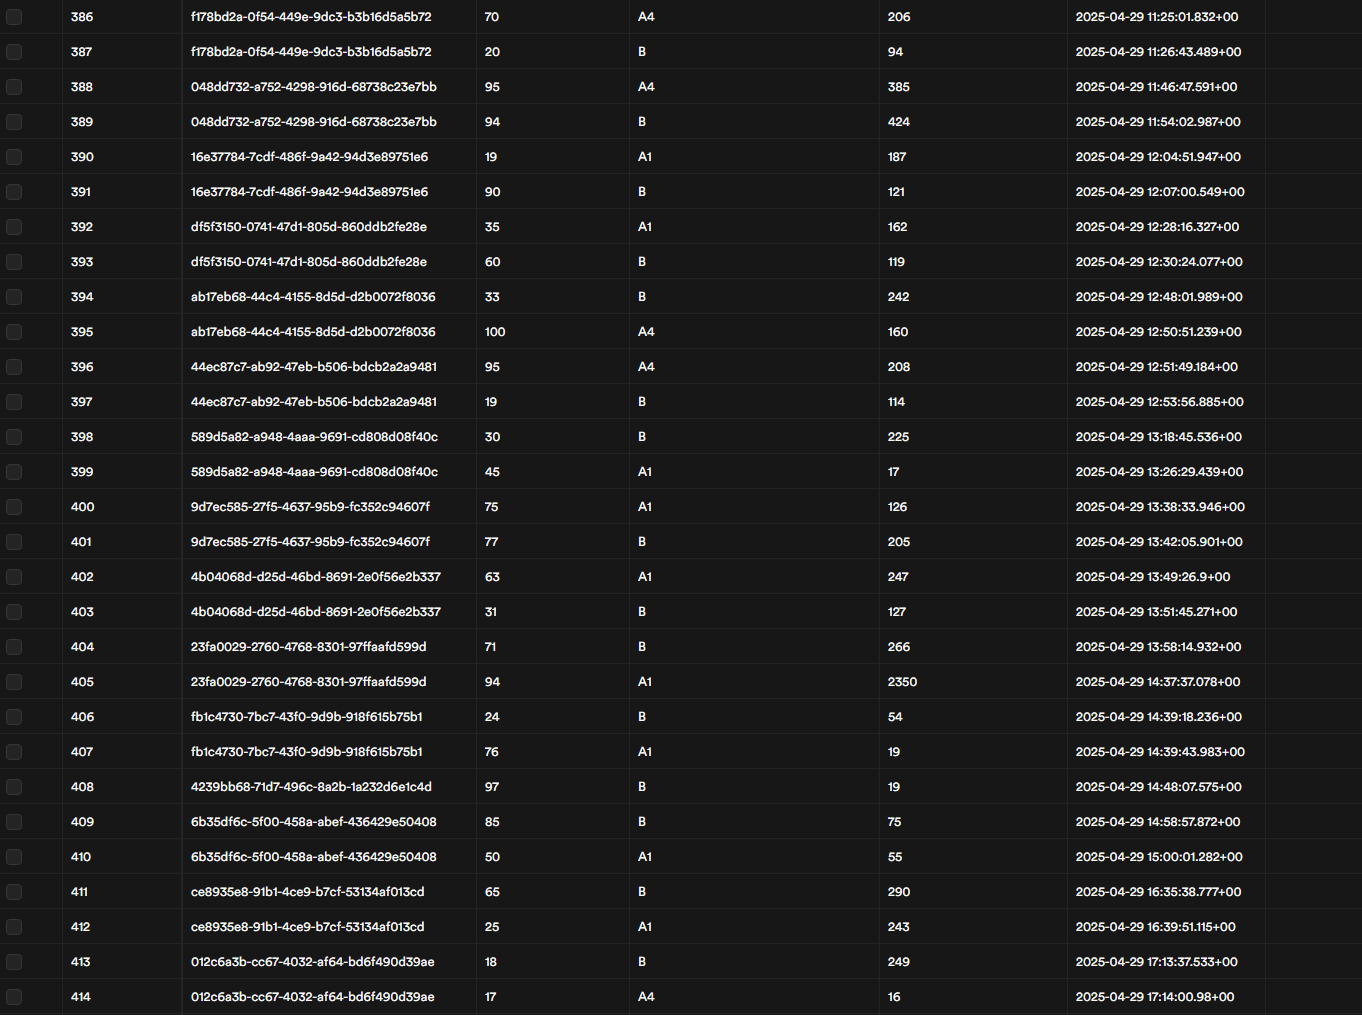 386 f178bd2a-0f54-449e-9dc3-b3b16d5a5b72 70 A4 206 2025-04-29 11:25:01.832+00
387 f178bd2a-0f54-449e-9dc3-b3b16d5a5b72 20 B 94 2025-04-29 11:26:43.489+00
388 048dd732-a752-4298-916d-68738c23e7bb 95 A4 385 2025-04-29 11:46:47.591+00
389 048dd732-a752-4298-916d-68738c23e7bb 94 B 424 2025-04-29 11:54:02.987+00
390 16e37784-7cdf-486f-9a42-94d3e89751e6 19 A1 187 2025-04-29 12:04:51.947+00
391 16e37784-7cdf-486f-9a42-94d3e89751e6 90 B 121 2025-04-29 12:07:00.549+00
392 df5f3150-0741-47d1-805d-860ddb2fe28e 35 A1 162 2025-04-29 12:28:16.327+00
393 df5f3150-0741-47d1-805d-860ddb2fe28e 60 B 119 2025-04-29 12:30:24.077+00
394 ab17eb68-44c4-4155-8d5d-d2b0072f8036 33 B 242 2025-04-29 12:48:01.989+00
395 ab17eb68-44c4-4155-8d5d-d2b0072f8036 100 A4 160 2025-04-29 12:50:51.239+00
396 44ec87c7-ab92-47eb-b506-bdcb2a2a9481 95 A4 208 2025-04-29 12:51:49.184+00
397 44ec87c7-ab92-47eb-b506-bdcb2a2a9481 19 B 114 2025-04-29 12:53:56.885+00
398 589d5a82-a948-4aaa-9691-cd808d08f40c 30 B 225 2025-04-29 13:18:45.536+00
399 589d5a82-a948-4aaa-9691-cd808d08f40c 45 A1 17 2025-04-29 13:26:29.439+00
400 9d7ec585-27f5-4637-95b9-fc352c94607f 75 A1 126 2025-04-29 13:38:33.946+00
401 9d7ec585-27f5-4637-95b9-fc352c94607f 77 B 205 2025-04-29 13:42:05.901+00
402 4b04068d-d25d-46bd-8691-2e0f56e2b337 63 A1 247 2025-04-29 13:49:26.9+00
403 4b04068d-d25d-46bd-8691-2e0f56e2b337 31 B 127 2025-04-29 13:51:45.271+00
404 23fa0029-2760-4768-8301-97ffaafd599d 71 B 266 2025-04-29 13:58:14.932+00
405 23fa0029-2760-4768-8301-97ffaafd599d 94 A1 2350 2025-04-29 14:37:37.078+00
406 fb1c4730-7bc7-43f0-9d9b-918f615b75b1 24 B 54 2025-04-29 14:39:18.236+00
407 fb1c4730-7bc7-43f0-9d9b-918f615b75b1 76 A1 19 2025-04-29 14:39:43.983+00
408 4239bb68-71d7-496c-8a2b-1a232d6e1c4d 97 B 19 2025-04-29 14:48:07.575+00
409 6b35df6c-5f00-458a-abef-436429e50408 85 B 75 2025-04-29 14:58:57.872+00
410 6b35df6c-5f00-458a-abef-436429e50408 50 A1 55 2025-04-29 15:00:01.282+00
411 ce8935e8-91b1-4ce9-b7cf-53134af013cd 65 B 290 2025-04-29 16:35:38.777+00
412 ce8935e8-91b1-4ce9-b7cf-53134af013cd 25 A1 243 2025-04-29 16:39:51.115+00
413 012c6a3b-cc67-4032-af64-bd6f490d39ae 18 B 249 2025-04-29 17:13:37.533+00
414 012c6a3b-cc67-4032-af64-bd6f490d39ae 17 A4 16 2025-04-29 17:14:00.98+00